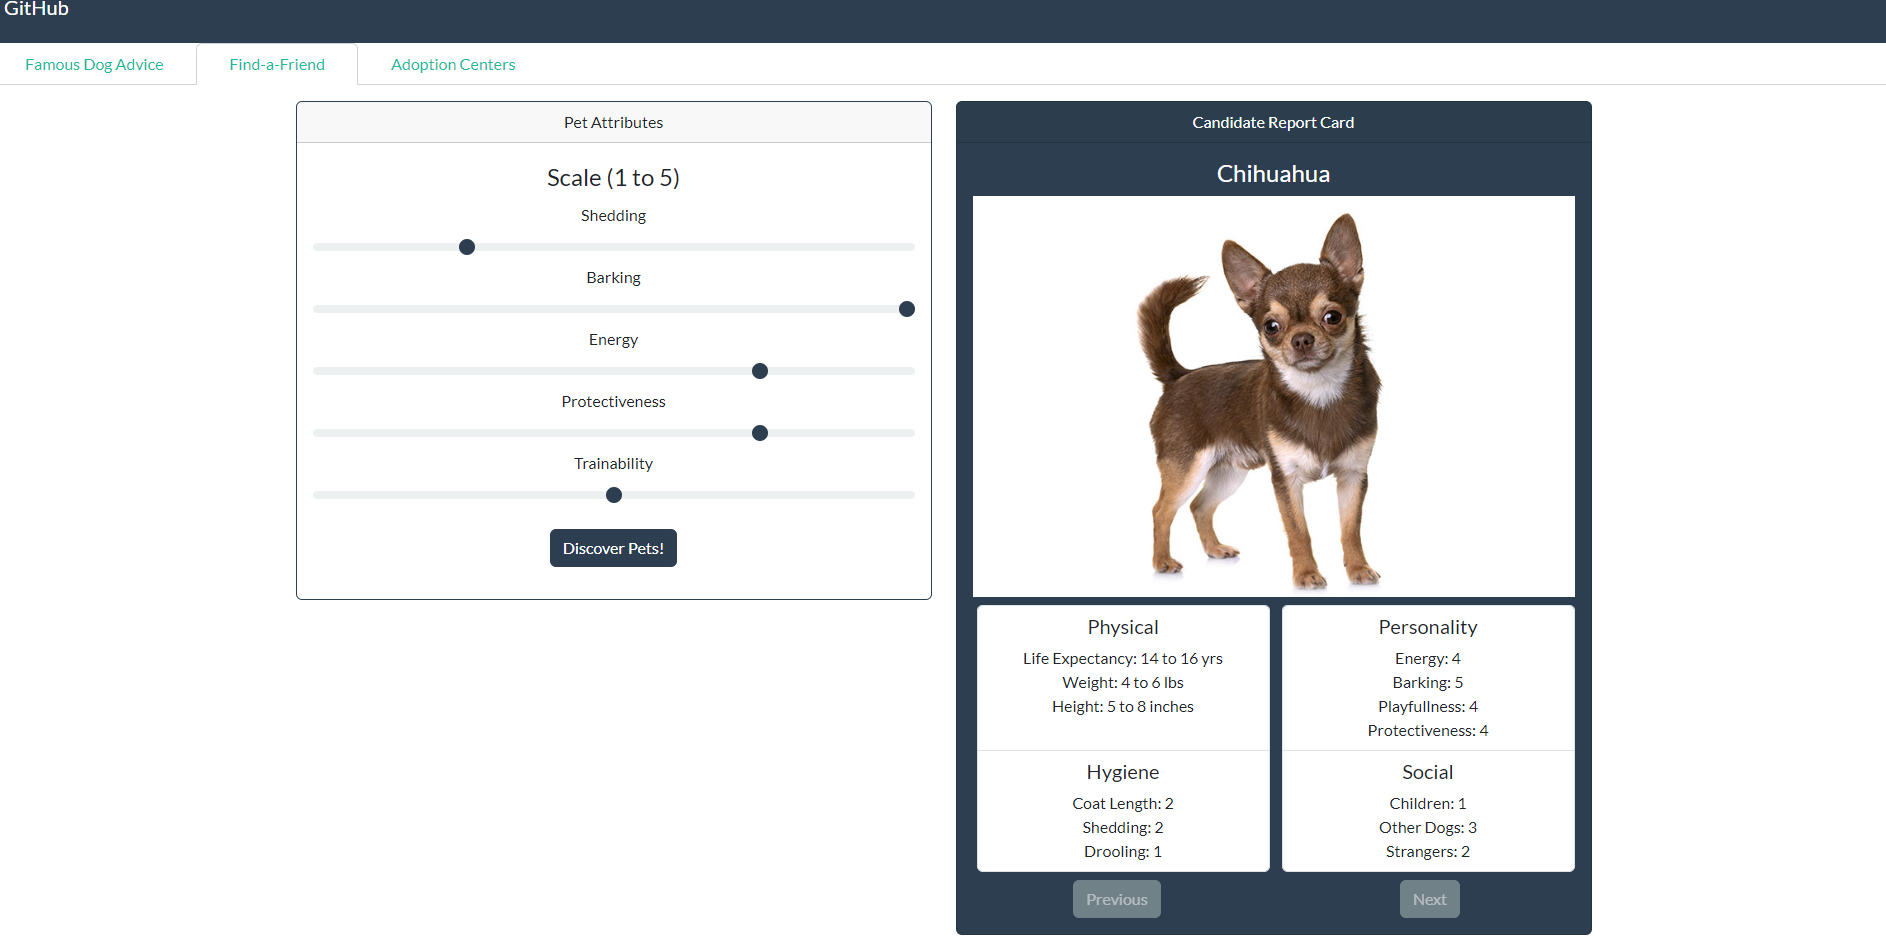 GitHub
Famous Dog Advice
Find-a-Friend
Adoption Centers
Pet Attributes
Scale (1 to 5)
Shedding
Barking
Energy
Protectiveness
Trainability
Discover Pets!
Candidate Report Card
Chihuahua
Physical
Life Expectancy: 14 to 16 yrs
Weight: 4 to 6 lbs
Height: 5 to 8 inches
Personality
Energy: 4
Barking: 5
Playfullness: 4
Protectiveness: 4
Hygiene
Coat Length: 2
Shedding: 2
Drooling: 1
Social
Children: 1
Other Dogs: 3
Strangers: 2
Previous
Next